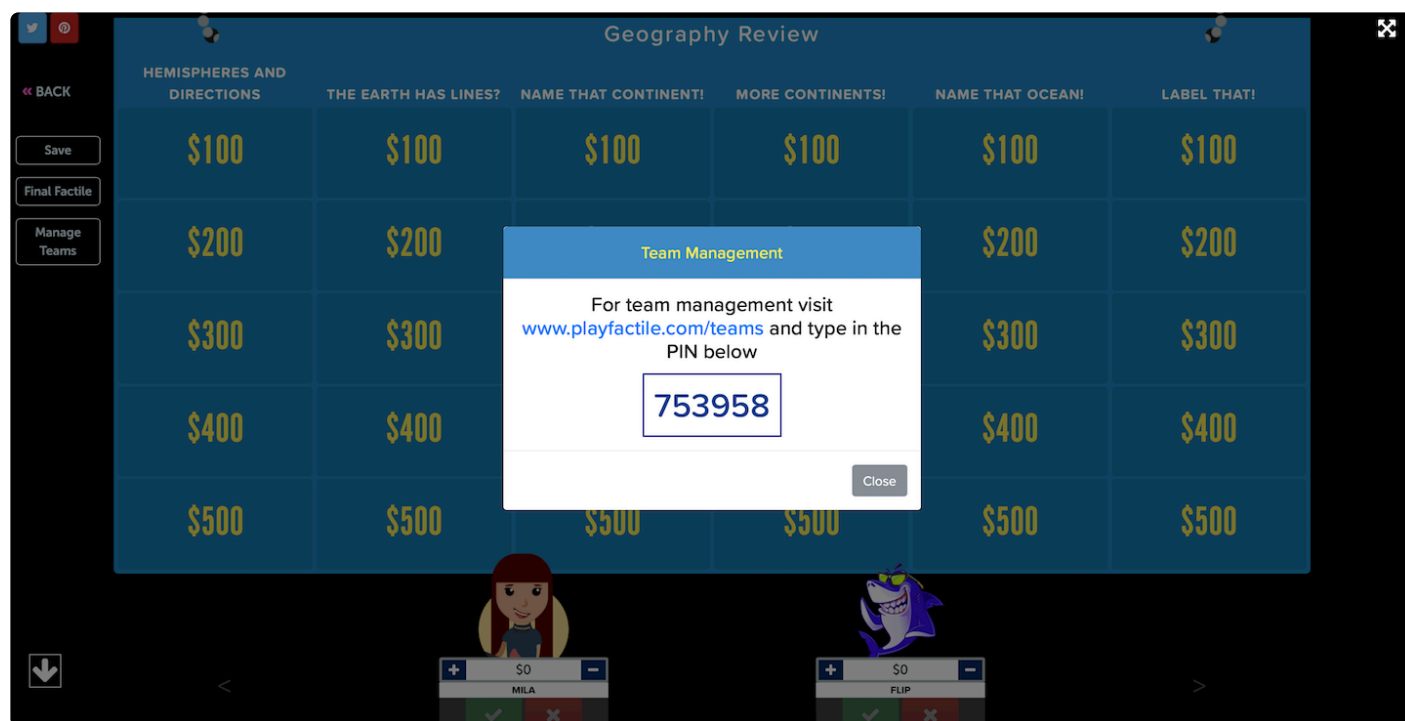 Geography Review
« BACK
HEMISPHERES AND
DIRECTIONS
THE EARTH HAS LINES?
NAME THAT CONTINENT!
MORE CONTINENTS!
NAME THAT OCEAN!
LABEL THAT!
Save
Final Factile
Manage
Teams
$100 $100 $100 $100 $100 $100
$200 $200 $200 $200
$300 $300 $300 $300
$400 $400 $400 $400
$500 $500 $500 $500 $500 $500
Team Management
For team management visit
www.playfactile.com/teams and type in the
PIN below
753958
Close
+ $0 −
MILA
+ $0 −
FLIP
< >